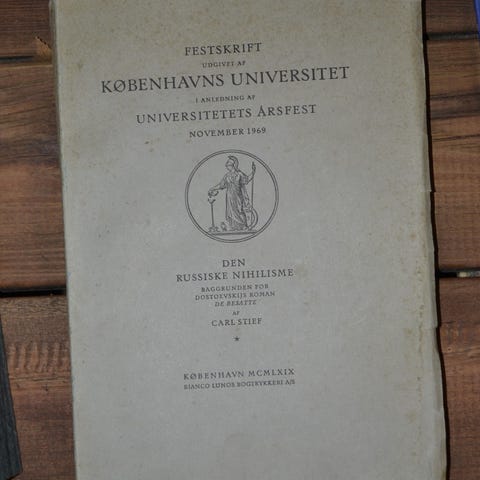 FESTSKRIFT
UDGIVET AF
KØBENHAVNS UNIVERSITET
I ANLEDNING AF
UNIVERSITETETS ÅRSFEST
NOVEMBER 1969
DEN
RUSSISKE NIHILISME
BAGGRUNDEN FOR
DOSTOEVSKIJS ROMAN
DE BESATTE
AF
CARL STIEF
*
KØBENHAVN MCMLXIX
BIANCO LUNOS BOGTRYKKERI A/S